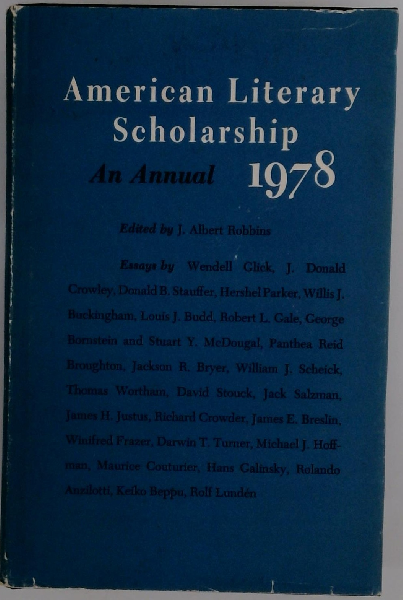 American Literary
Scholarship
An Annual 1978
Edited by J. Albert Robbins
Essays by Wendell Glick, J. Donald
Crowley, Donald B. Stauffer, Hershel Parker, Willis J.
Buckingham, Louis J. Budd, Robert L. Gale, George
Bornstein and Stuart Y. McDougal, Panthea Reid
Broughton, Jackson R. Bryer, William J. Scheick,
Thomas Wortham, David Stouck, Jack Salzman,
James H. Justus, Richard Crowder, James E. Breslin,
Winifred Frazer, Darwin T. Turner, Michael J. Hoff-
man, Maurice Couturier, Hans Galinsky, Rolando
Anzilotti, Keiko Beppu, Rolf Lundén